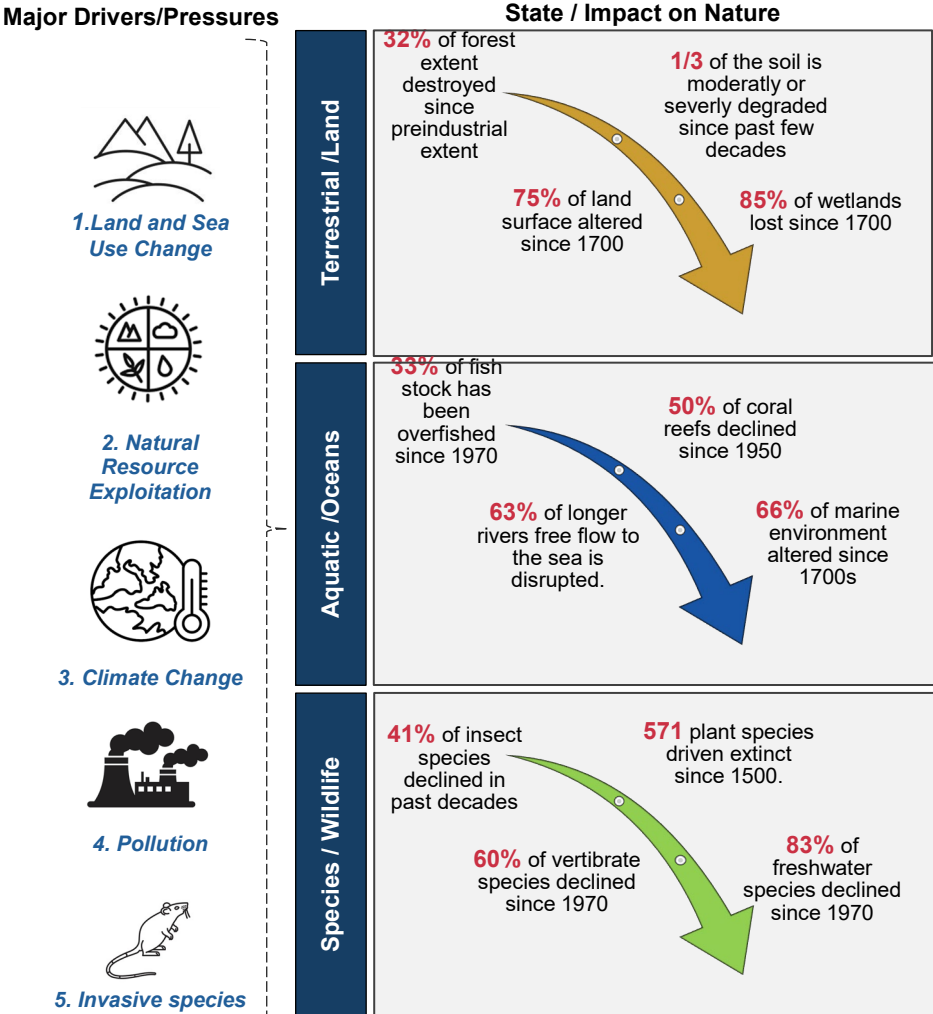 Major Drivers/Pressures
State / Impact on Nature
1.Land and Sea
Use Change
2. Natural
Resource
Exploitation
3. Climate Change
4. Pollution
5. Invasive species
Terrestrial /Land
32% of forest
extent
destroyed
since
preindustrial
extent
1/3 of the soil is
moderatly or
severly degraded
since past few
decades
75% of land
surface altered
since 1700
85% of wetlands
lost since 1700
Aquatic /Oceans
33% of fish
stock has
been
overfished
since 1970
50% of coral
reefs declined
since 1950
63% of longer
rivers free flow to
the sea is
disrupted.
66% of marine
environment
altered since
1700s
Species / Wildlife
41% of insect
species
declined in
past decades
571 plant species
driven extinct
since 1500.
60% of vertibrate
species declined
since 1970
83% of
freshwater
species declined
since 1970